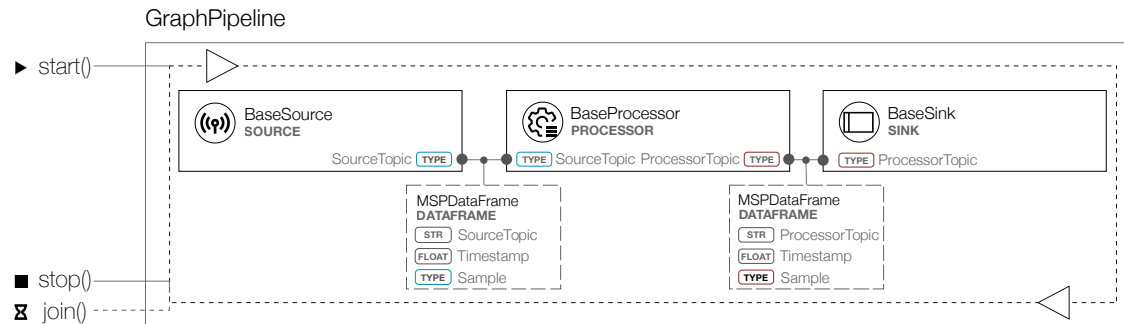 GraphPipeline
start()
BaseSource
SOURCE
SourceTopic TYPE
BaseProcessor
PROCESSOR
TYPE SourceTopic ProcessorTopic TYPE
BaseSink
SINK
TYPE ProcessorTopic
MSPDataFrame
DATAFRAME
STR SourceTopic
FLOAT Timestamp
TYPE Sample
MSPDataFrame
DATAFRAME
STR ProcessorTopic
FLOAT Timestamp
TYPE Sample
stop()
join()